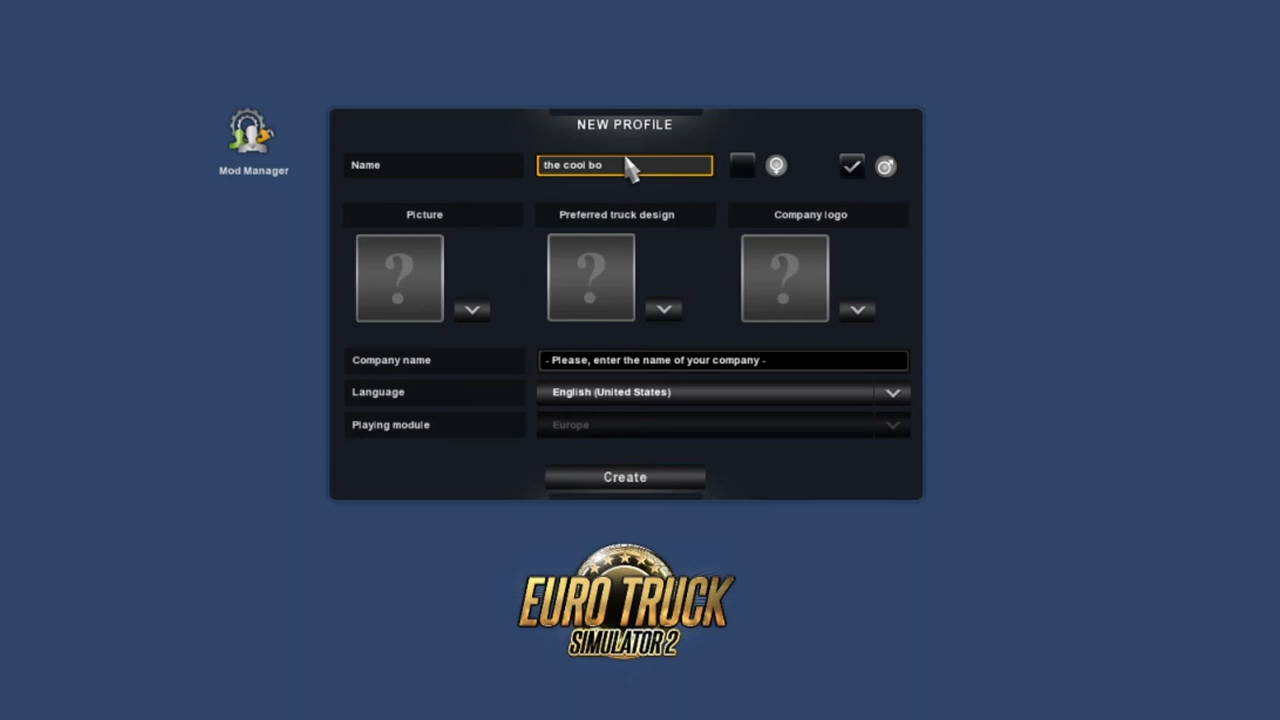 NEW PROFILE
Mod Manager
Name
the cool bo
Picture
Preferred truck design
Company logo
?
?
?
Company name
- Please, enter the name of your company -
Language
English (United States)
Playing module
Europe
Create
EURO TRUCK
SIMULATOR 2